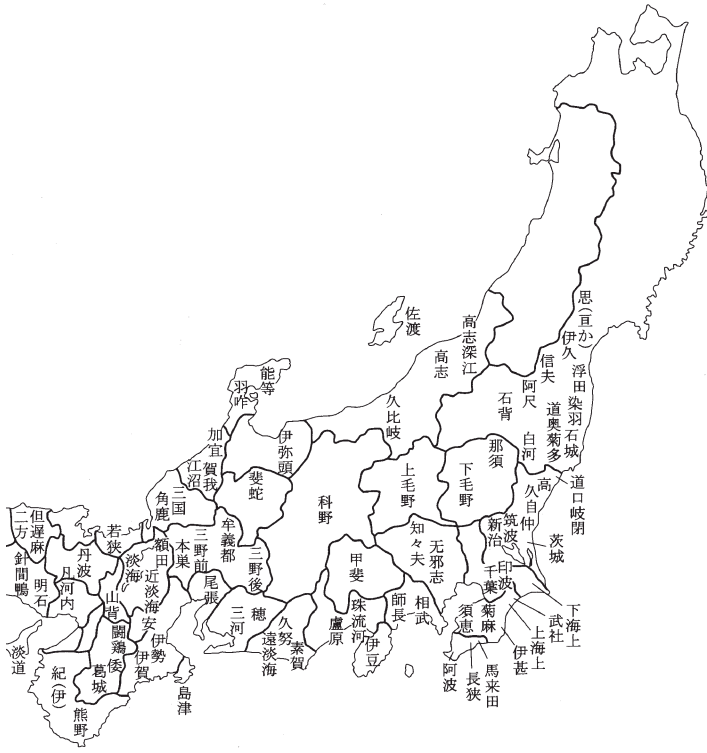 思(亘か)
伊久
浮田
染羽
石城
信夫
阿尺
道奥菊多
石背
白河
那須
高
道口岐閉
久自
仲
茨城
筑波
新治
下毛野
上毛野
佐渡
高志深江
高志
久比岐
能等
羽咋
加宜
賀我
江沼
伊弥頭
斐蛇
三国
角鹿
若狭
科野
知々夫
无邪志
印波
千葉
菊麻
須恵
下海上
武社
上海上
伊甚
馬来田
長狭
阿波
相武
師長
甲斐
珠流河
伊豆
盧原
素賀
久努
遠淡海
穂
三河
三野後
牟義都
三野前
本巣
額田
尾張
淡海
近淡海安
伊勢
伊賀
島津
但遅麻
二方
丹波
針間鴨
明石
凡河内
山背
闘鶏
倭
葛城
紀(伊)
熊野
淡道